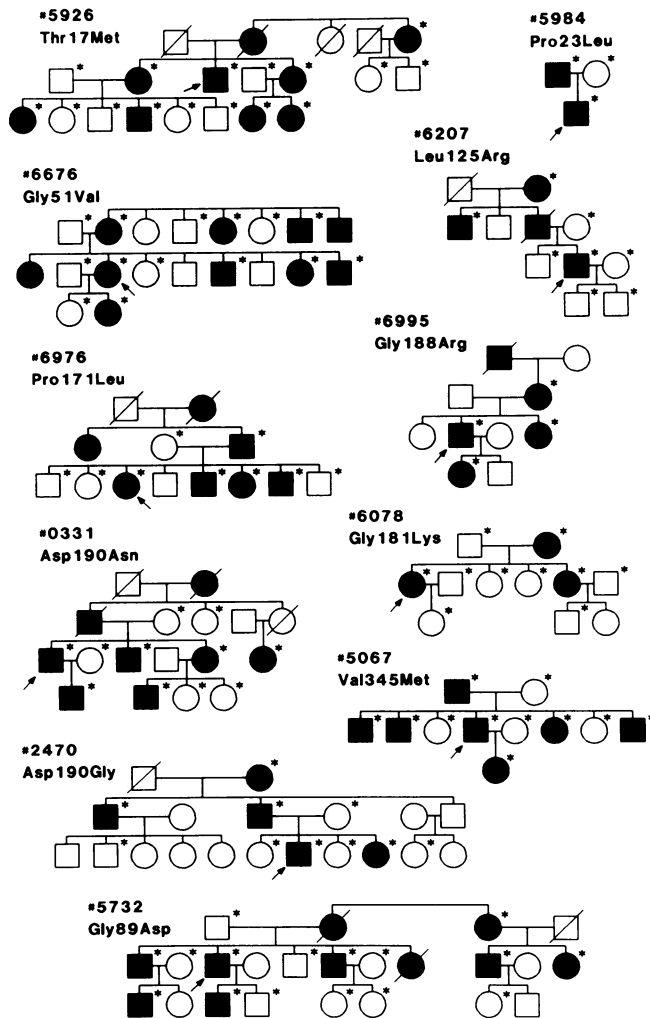 #5926
Thr17Met
#5984
Pro23Leu
#6207
Leu125Arg
#6676
Gly51Val
#6995
Gly188Arg
#6976
Pro171Leu
#6078
Gly181Lys
#0331
Asp190Asn
#5067
Val345Met
#2470
Asp190Gly
#5732
Gly89Asp